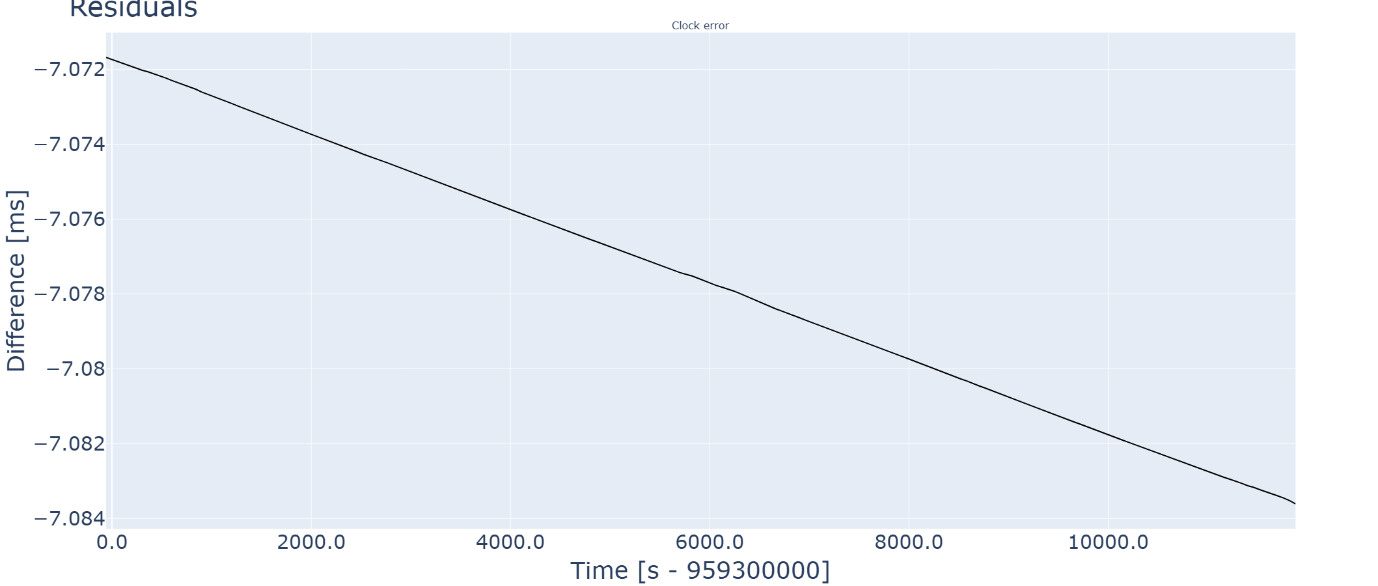 Residuals
Clock error
−7.072
−7.074
−7.076
−7.078
−7.08
−7.082
−7.084
Difference [ms]
0.0 2000.0 4000.0 6000.0 8000.0 10000.0
Time [s - 959300000]